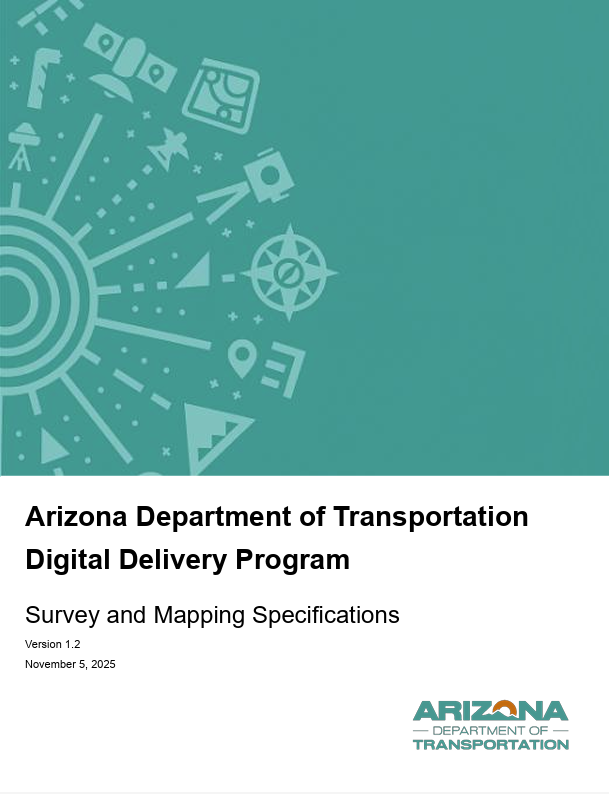 Arizona Department of Transportation
Digital Delivery Program
Survey and Mapping Specifications
Version 1.2
November 5, 2025
ARIZONA
DEPARTMENT OF
TRANSPORTATION